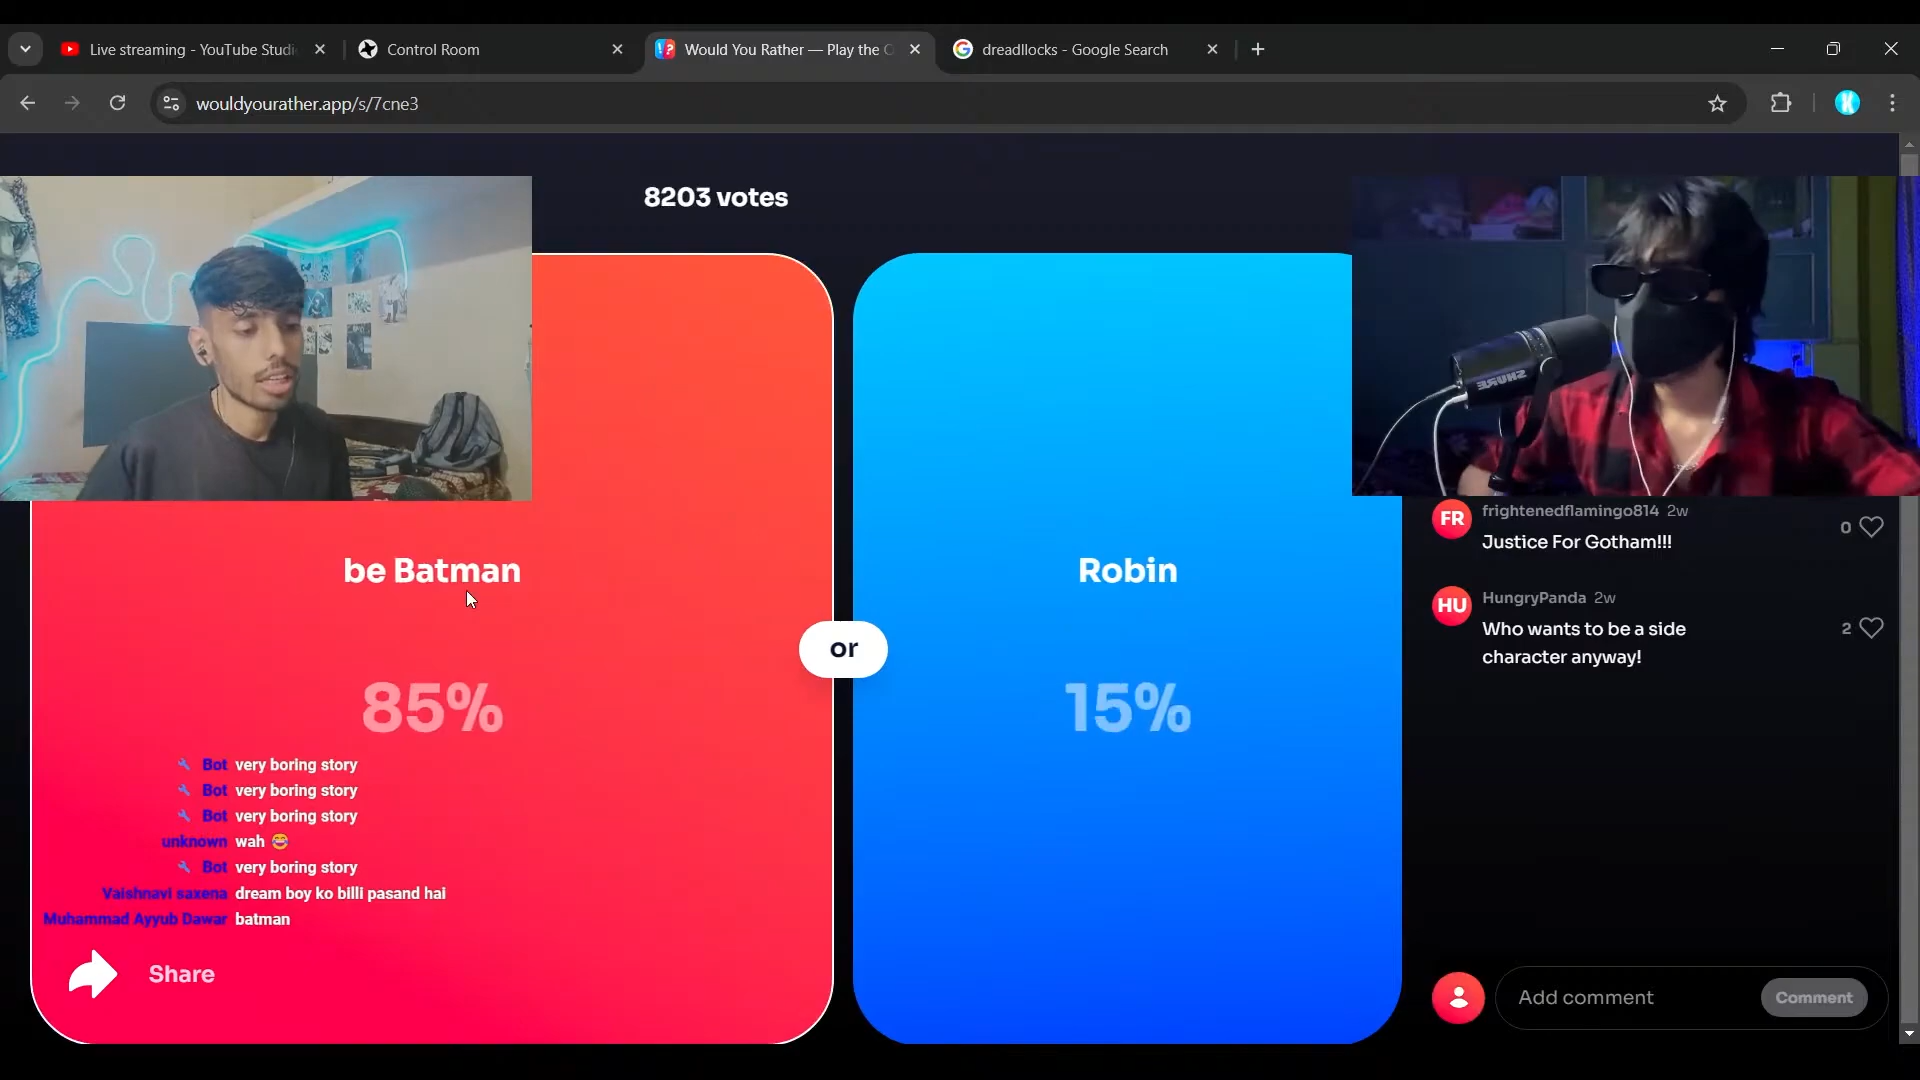 Live streaming - YouTube Studi
Control Room
Would You Rather — Play the C
dreadllocks - Google Search
wouldyourather.app/s/7cne3
K
8203 votes
SHURE
be Batman
85%
or
Robin
15%
Bot very boring story
Bot very boring story
Bot very boring story
unknown wah 😂
Bot very boring story
Vaishnavi saxena dream boy ko billi pasand hai
Muhammad Ayyub Dawar batman
Share
FR
frightenedflamingo814 2w
Justice For Gotham!!!
0
HU
HungryPanda 2w
Who wants to be a side
character anyway!
2
Add comment
Comment